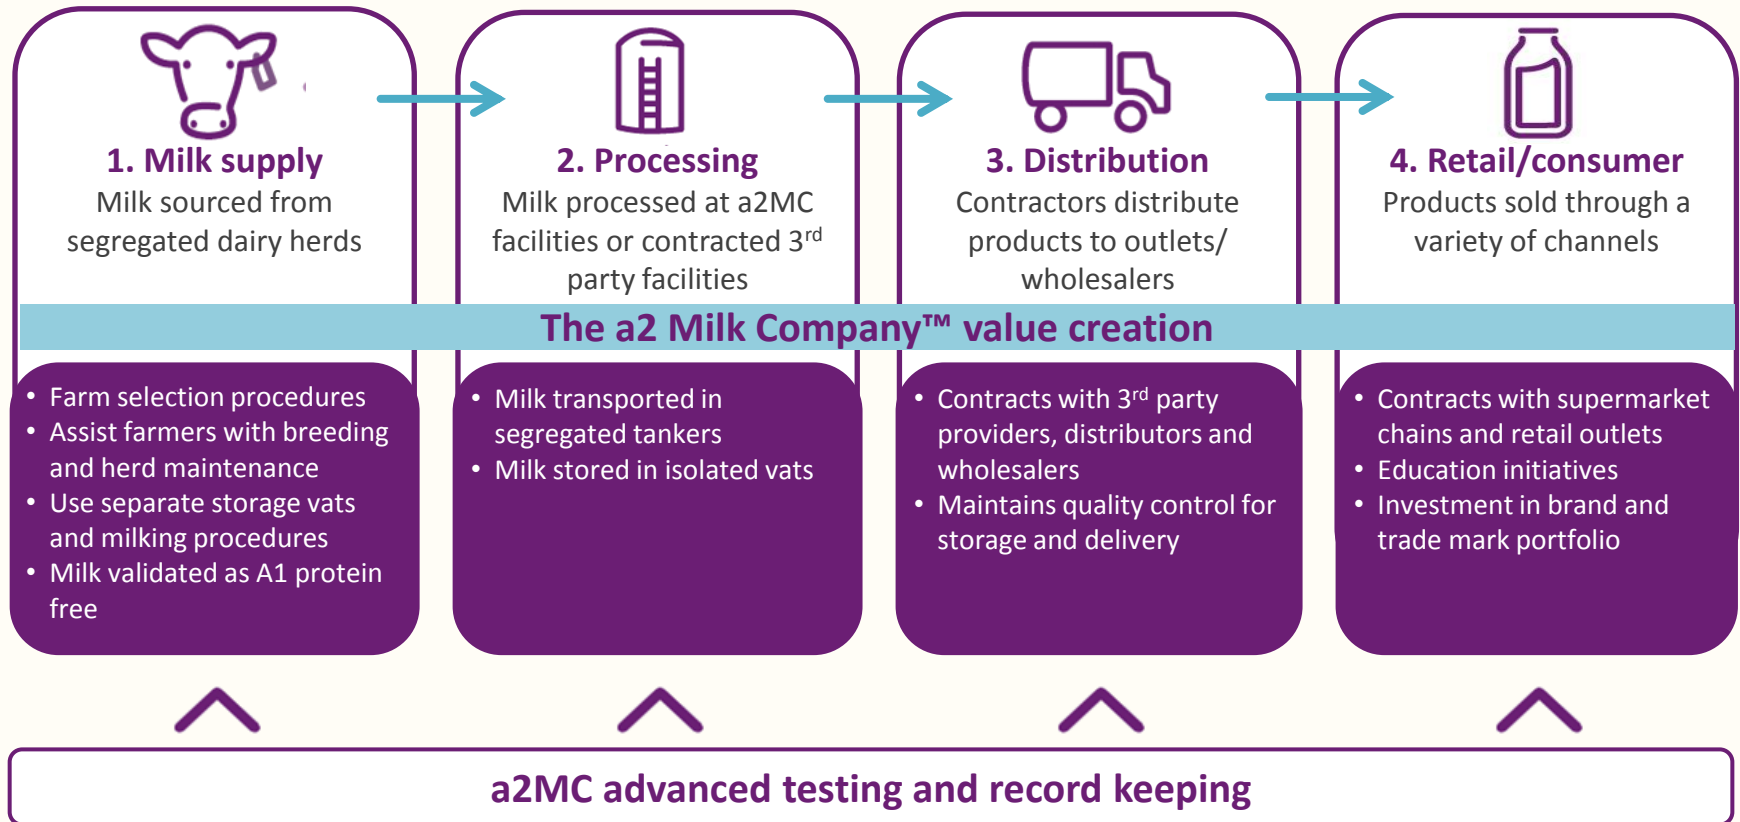 1. Milk supply
Milk sourced from
segregated dairy herds
2. Processing
Milk processed at a2MC
facilities or contracted 3rd
party facilities
3. Distribution
Contractors distribute
products to outlets/
wholesalers
4. Retail/consumer
Products sold through a
variety of channels
The a2 Milk Company™ value creation
• Farm selection procedures
• Assist farmers with breeding
and herd maintenance
• Use separate storage vats
and milking procedures
• Milk validated as A1 protein
free
• Milk transported in
segregated tankers
• Milk stored in isolated vats
• Contracts with 3rd party
providers, distributors and
wholesalers
• Maintains quality control for
storage and delivery
• Contracts with supermarket
chains and retail outlets
• Education initiatives
• Investment in brand and
trade mark portfolio
a2MC advanced testing and record keeping